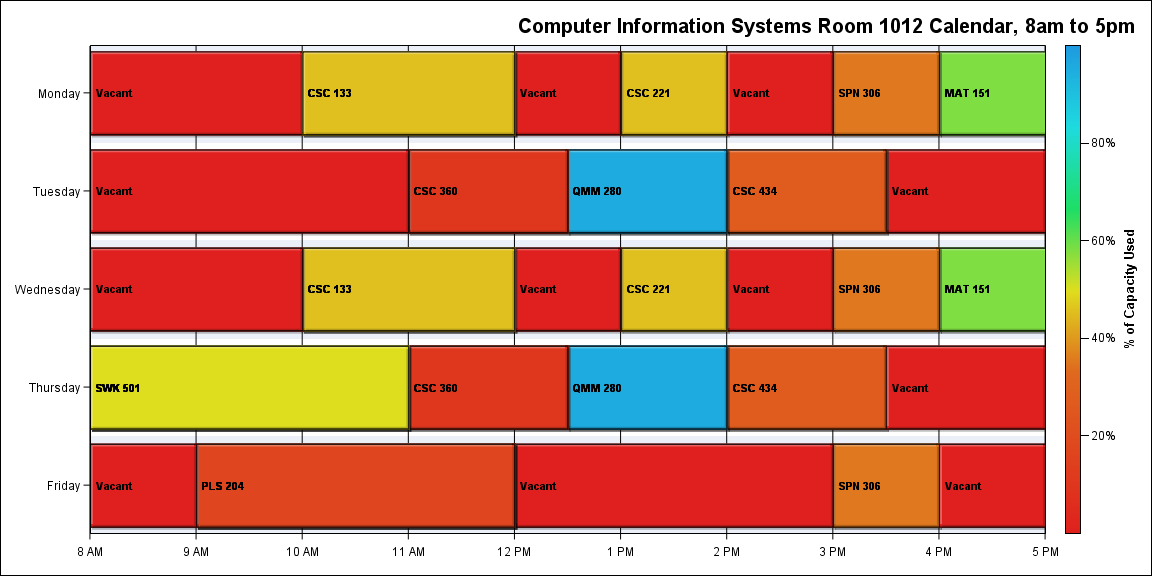 Computer Information Systems Room 1012 Calendar, 8am to 5pm
Monday
Vacant
CSC 133
Vacant
CSC 221
Vacant
SPN 306
MAT 151
Tuesday
Vacant
CSC 360
QMM 280
CSC 434
Vacant
Wednesday
Vacant
CSC 133
Vacant
CSC 221
Vacant
SPN 306
MAT 151
Thursday
SWK 501
CSC 360
QMM 280
CSC 434
Vacant
Friday
Vacant
PLS 204
Vacant
SPN 306
Vacant
8 AM
9 AM
10 AM
11 AM
12 PM
1 PM
2 PM
3 PM
4 PM
5 PM
80%
60%
40%
20%
% of Capacity Used